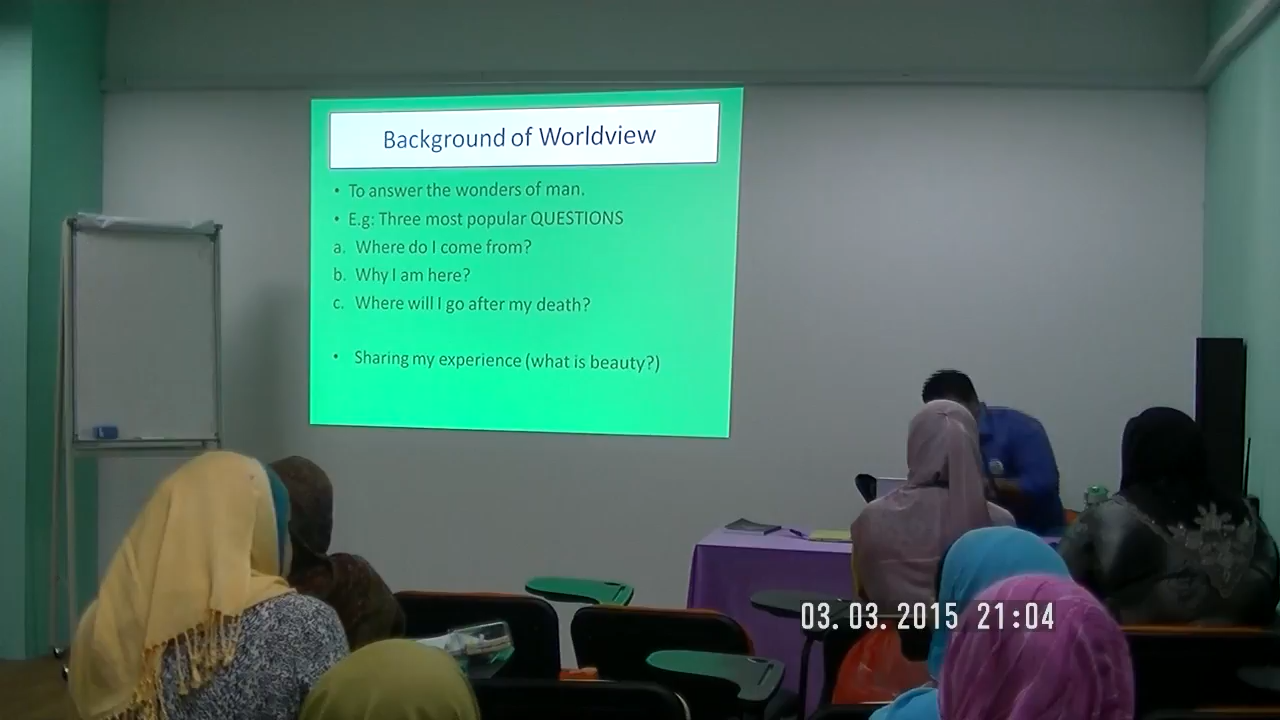 Background of Worldview
• To answer the wonders of man.
• E.g: Three most popular QUESTIONS
a. Where do I come from?
b. Why I am here?
c. Where will I go after my death?
• Sharing my experience (what is beauty?)
03. 03. 2015 21:04